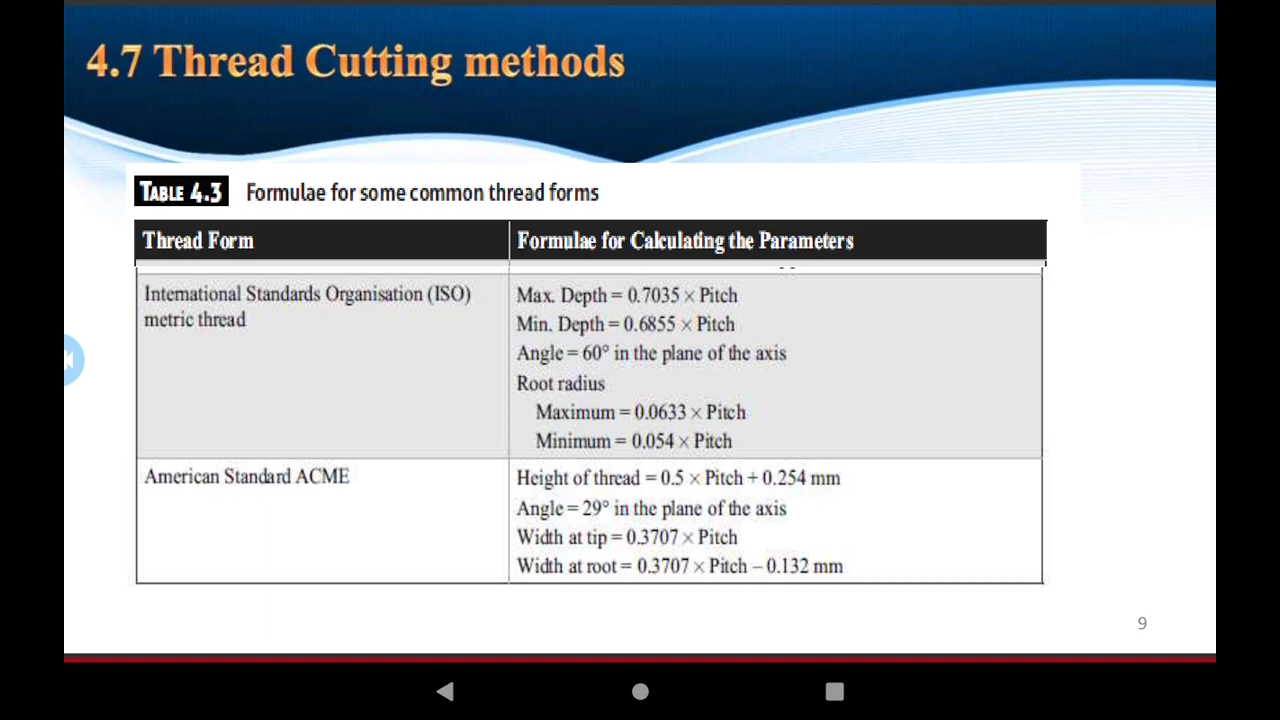 4.7 Thread Cutting methods
TABLE 4.3 Formulae for some common thread forms
Thread Form
Formulae for Calculating the Parameters
International Standards Organisation (ISO)
metric thread
Max. Depth = 0.7035 × Pitch
Min. Depth = 0.6855 × Pitch
Angle = 60° in the plane of the axis
Root radius
Maximum = 0.0633 × Pitch
Minimum = 0.054 × Pitch
American Standard ACME
Height of thread = 0.5 × Pitch + 0.254 mm
Angle = 29° in the plane of the axis
Width at tip = 0.3707 × Pitch
Width at root = 0.3707 × Pitch – 0.132 mm
9